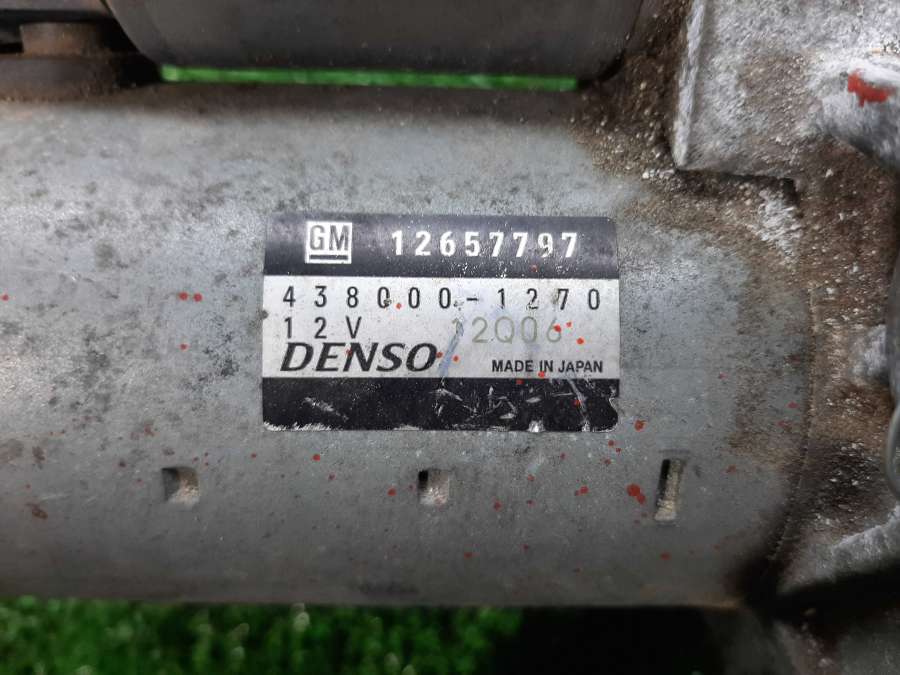 GM 12657797
438000-1270
12V 12Q06
DENSO MADE IN JAPAN